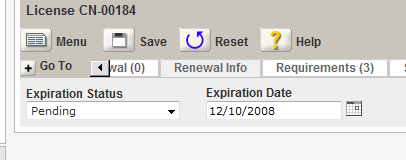 License CN-00184
Menu Save Reset ? Help
+ Go To wal (0) Renewal Info Requirements (3)
Expiration Status Expiration Date
Pending 12/10/2008